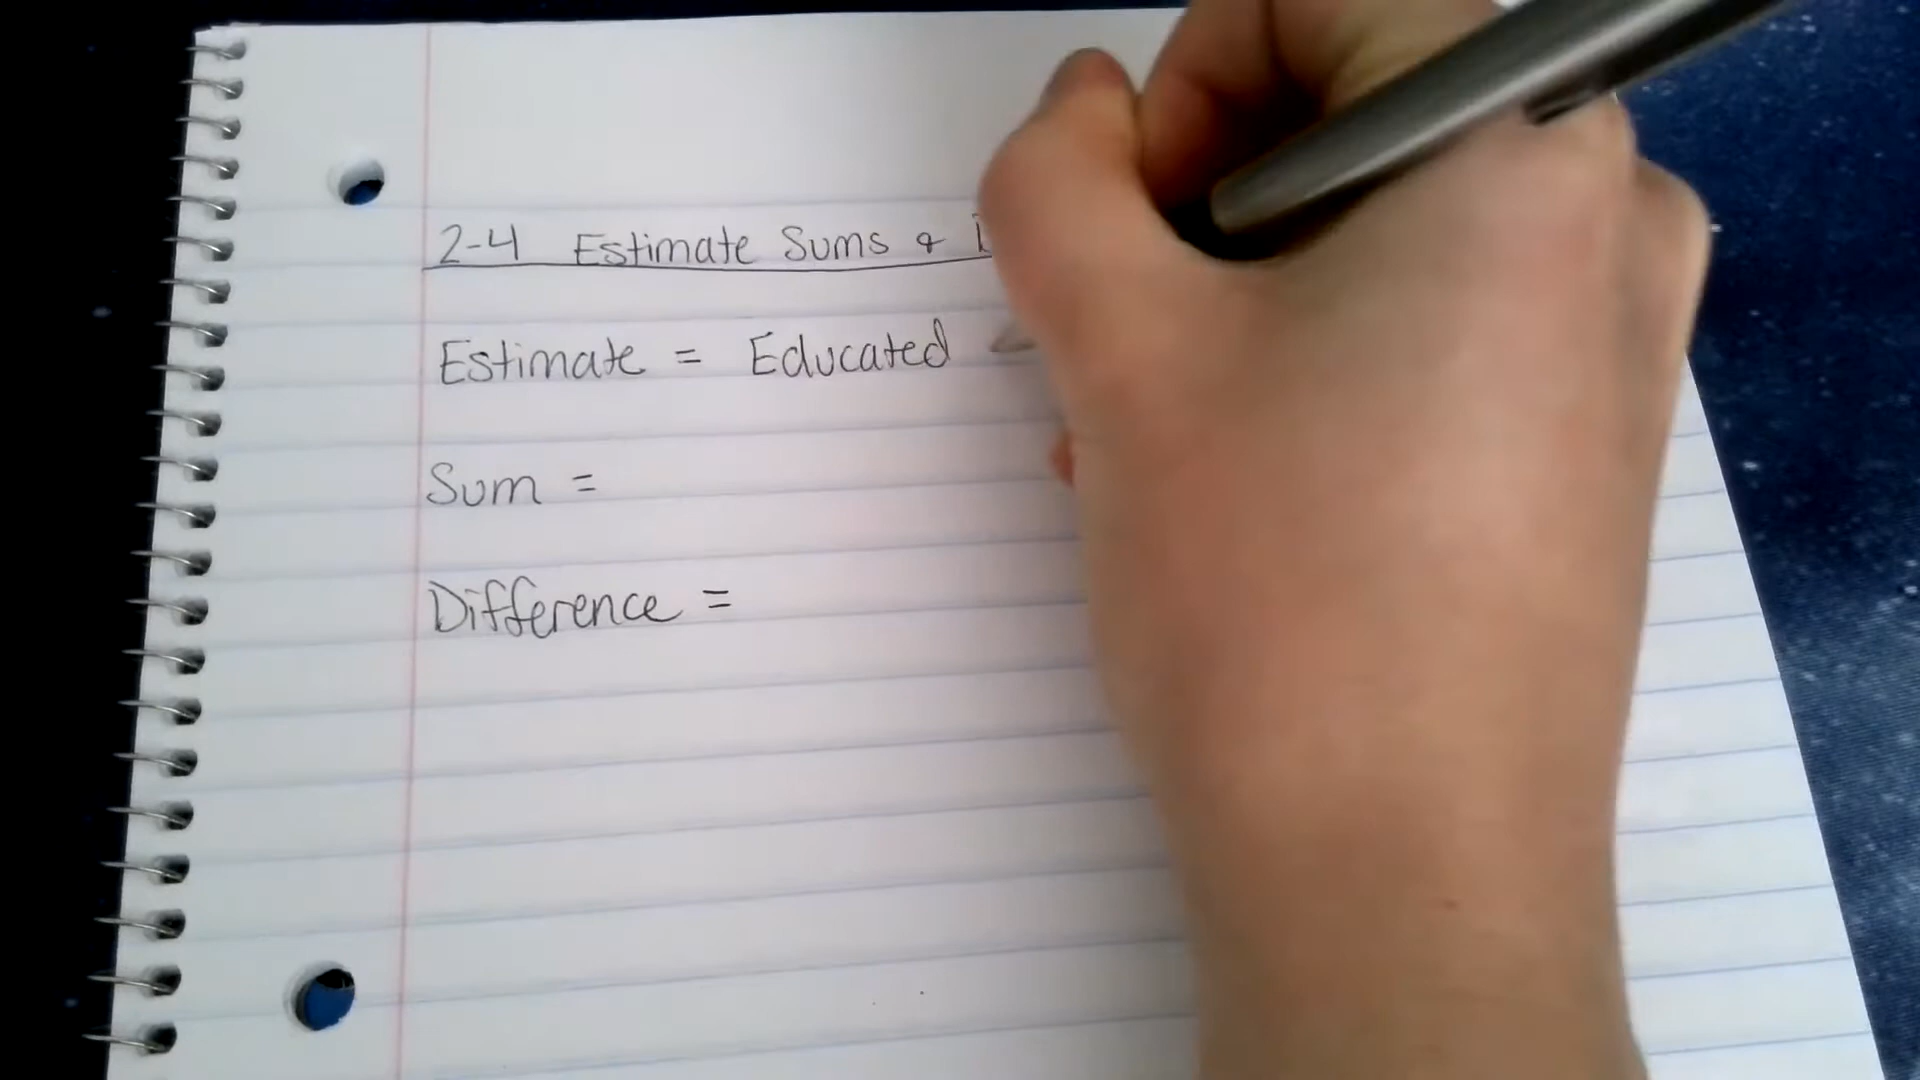 2-4 Estimate Sums &
Estimate = Educated
Sum =
Difference =